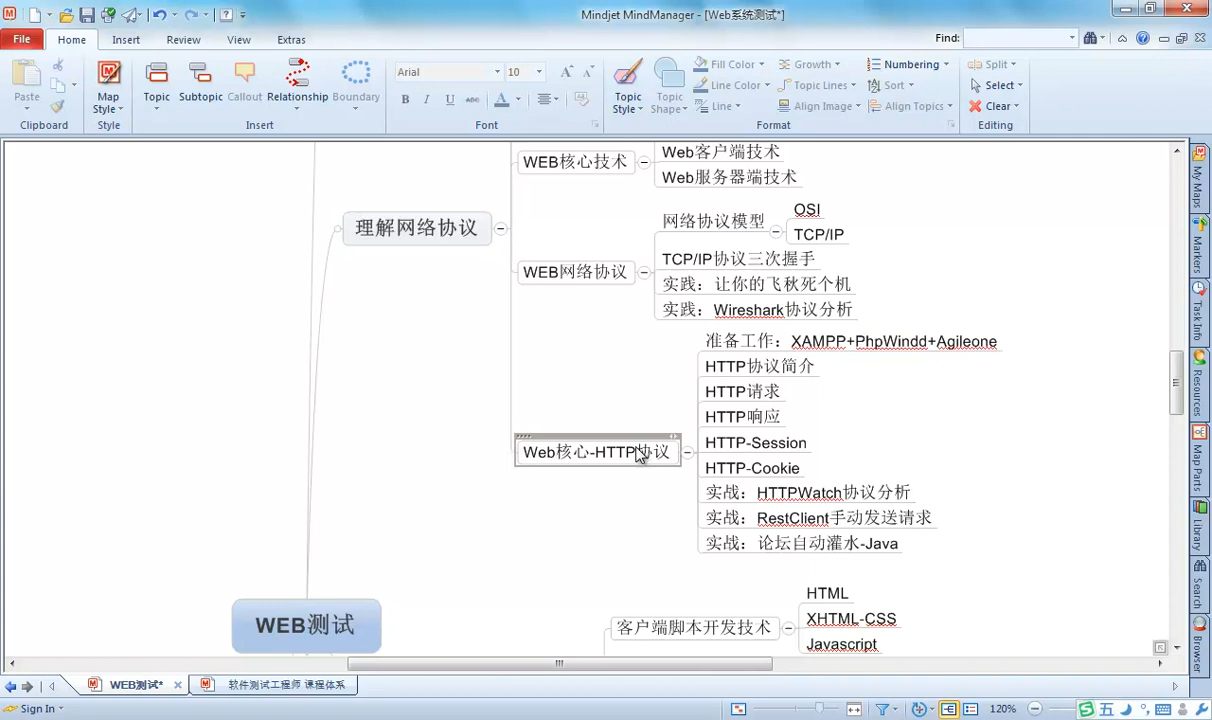 Mindjet MindManager - [Web系统测试*]
File Home Insert Review View Extras
Find:
Paste
Clipboard
Map Style
Style
Topic Subtopic Callout Relationship Boundary
Insert
Arial 10
B I U abc A
Font
Topic Style
Topic Shape
Fill Color Growth Numbering
Line Color Topic Lines Sort
Line Align Image Align Topics
Format
Split
Select
Clear
Editing
WEB核心技术
Web客户端技术
Web服务器端技术
理解网络协议
WEB网络协议
网络协议模型
OSI
TCP/IP
TCP/IP协议三次握手
实践：让你的飞秋死个机
实践：Wireshark协议分析
Web核心-HTTP协议
准备工作：XAMPP+PhpWindd+Agileone
HTTP协议简介
HTTP请求
HTTP响应
HTTP-Session
HTTP-Cookie
实战：HTTPWatch协议分析
实战：RestClient手动发送请求
实战：论坛自动灌水-Java
WEB测试
客户端脚本开发技术
HTML
XHTML-CSS
Javascript
My Maps
Markers
Task Info
Resources
Map Parts
Library
Search
Browser
WEB测试* 软件测试工程师 课程体系
Sign In 120% 五